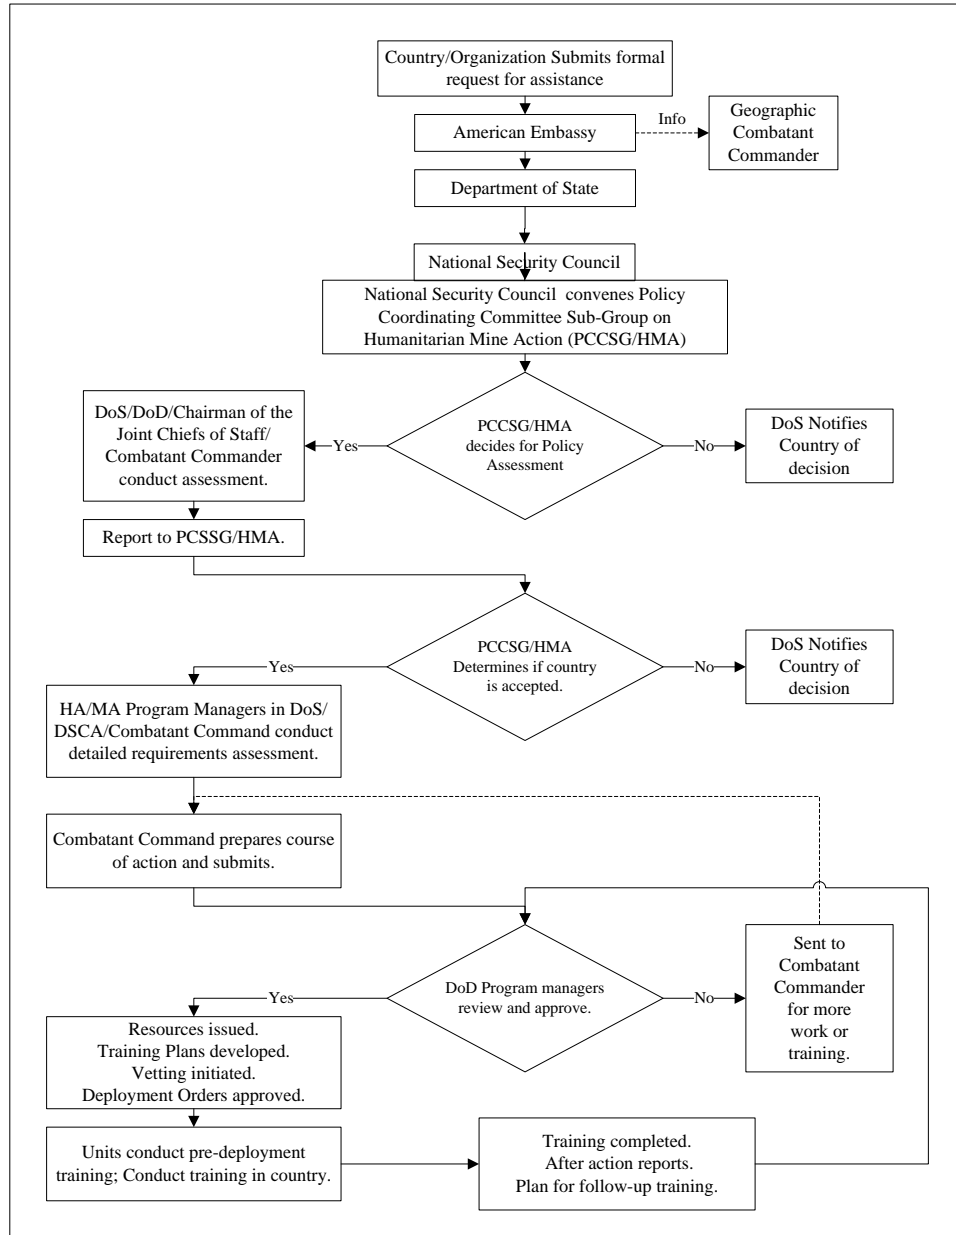 Country/Organization Submits formal
request for assistance
American Embassy
Info
Geographic
Combatant
Commander
Department of State
National Security Council
National Security Council  convenes Policy
Coordinating Committee Sub-Group on
Humanitarian Mine Action (PCCSG/HMA)
DoS/DoD/Chairman of the
Joint Chiefs of Staff/
Combatant Commander
conduct assessment.
Yes
PCCSG/HMA
decides for Policy
Assessment
No
DoS Notifies
Country of
decision
Report to PCSSG/HMA.
Yes
PCCSG/HMA
Determines if country
is accepted.
No
DoS Notifies
Country of
decision
HA/MA Program Managers in DoS/
DSCA/Combatant Command conduct
detailed requirements assessment.
Combatant Command prepares course
of action and submits.
Yes
DoD Program managers
review and approve.
No
Sent to
Combatant
Commander
for more
work or
training.
Resources issued.
Training Plans developed.
Vetting initiated.
Deployment Orders approved.
Units conduct pre-deployment
training; Conduct training in country.
Training completed.
After action reports.
Plan for follow-up training.